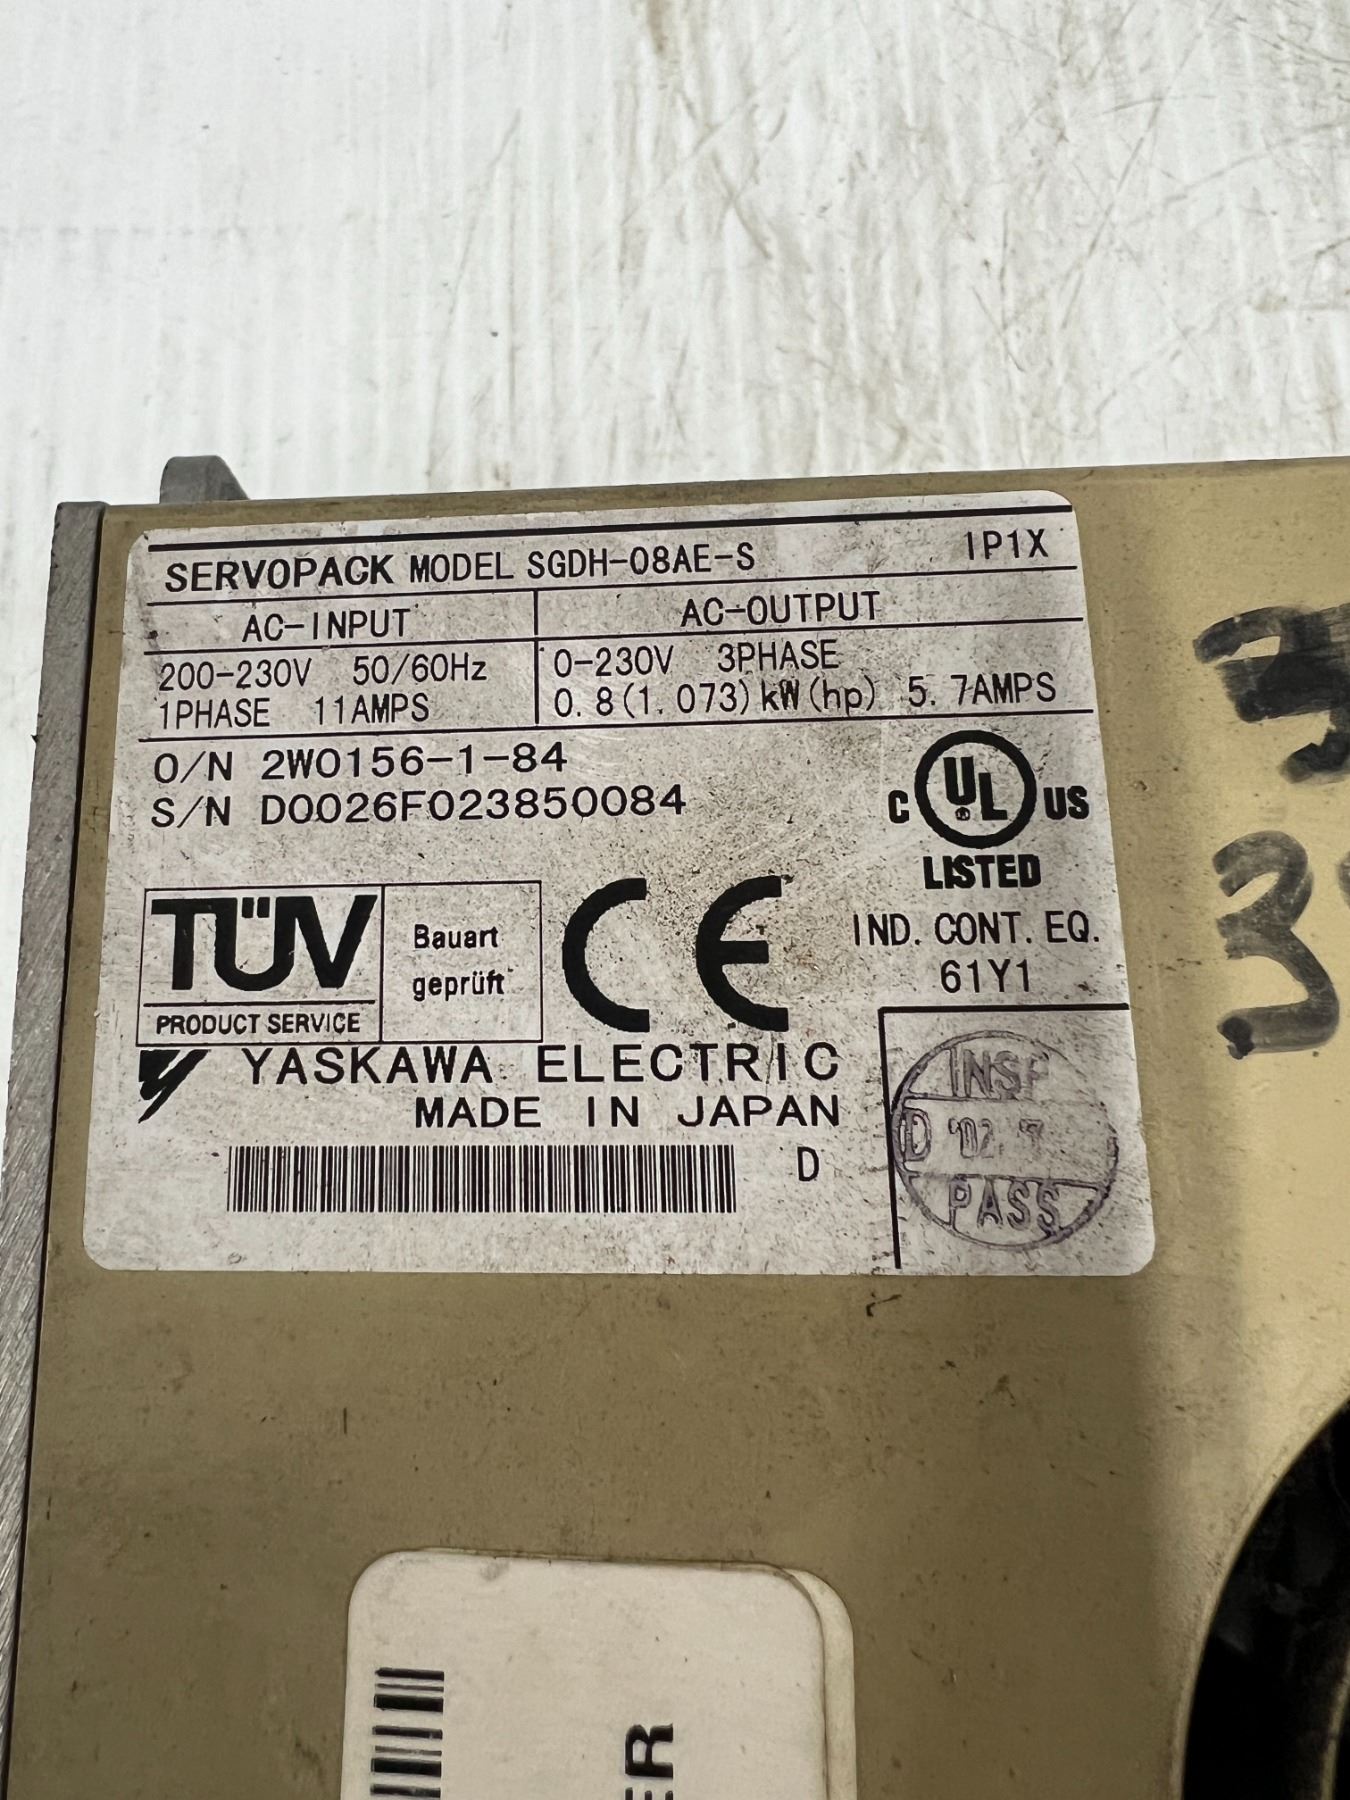 SERVOPACK MODEL SGDH-08AE-S IP1X
AC-INPUT AC-OUTPUT
200-230V 50/60Hz 0-230V 3PHASE
1PHASE 11AMPS 0.8(1.073)kW(hp) 5.7AMPS
O/N 2W0156-1-84
S/N D0026F023850084
C UL US
LISTED
IND. CONT. EQ.
61Y1
TÜV
PRODUCT SERVICE
Bauart
geprüft
CE
YASKAWA ELECTRIC
MADE IN JAPAN
D
INSP
D '02.7
PASS